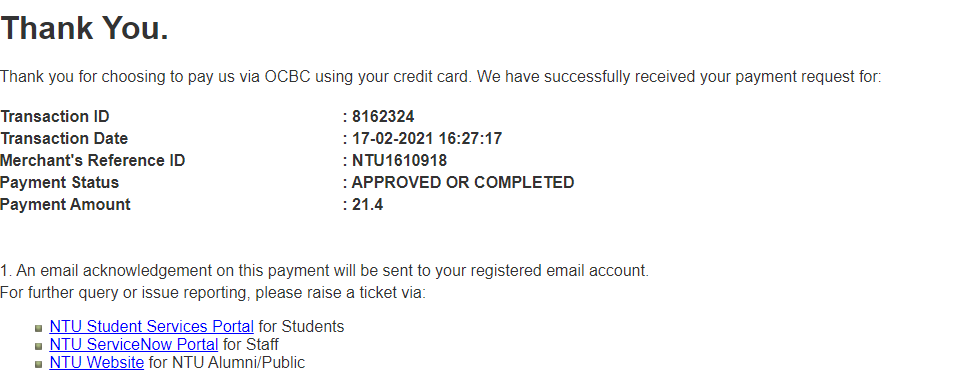 Thank You.
Thank you for choosing to pay us via OCBC using your credit card. We have successfully received your payment request for:
Transaction ID : 8162324
Transaction Date : 17-02-2021 16:27:17
Merchant's Reference ID : NTU1610918
Payment Status : APPROVED OR COMPLETED
Payment Amount : 21.4
1. An email acknowledgement on this payment will be sent to your registered email account.
For further query or issue reporting, please raise a ticket via:
NTU Student Services Portal for Students
NTU ServiceNow Portal for Staff
NTU Website for NTU Alumni/Public